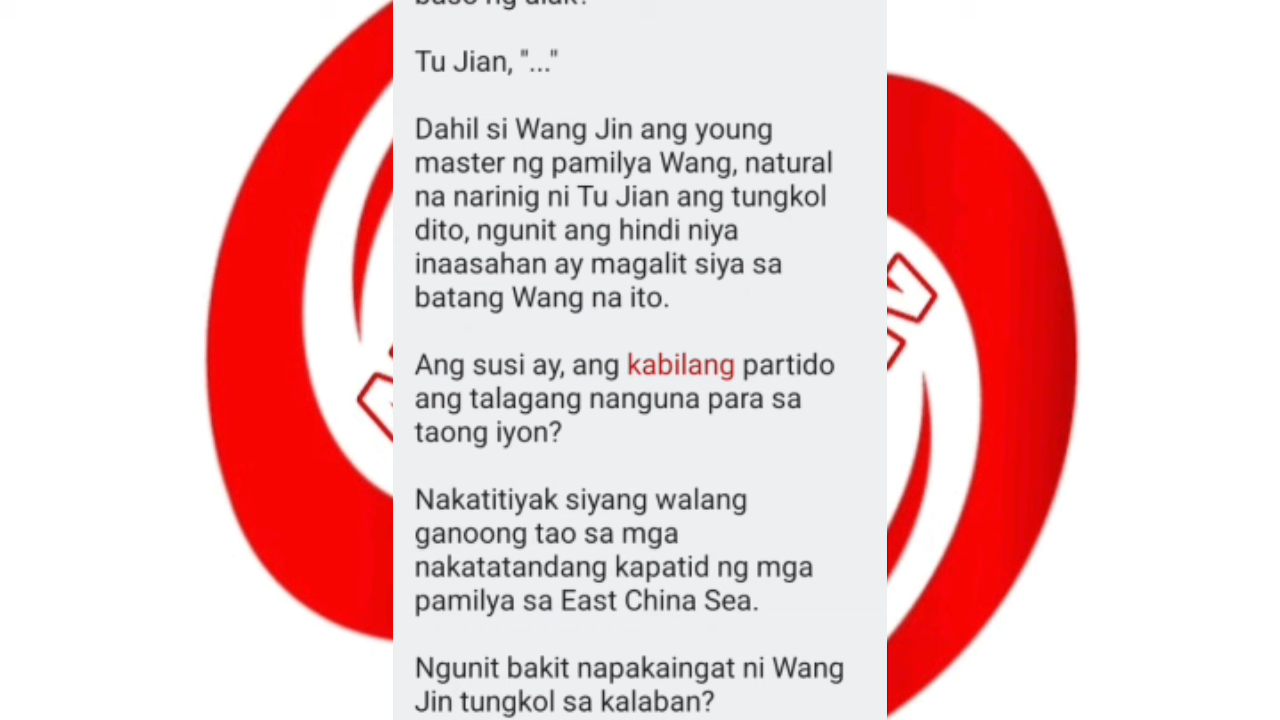 Tu Jian, "..."
Dahil si Wang Jin ang young
master ng pamilya Wang, natural
na narinig ni Tu Jian ang tungkol
dito, ngunit ang hindi niya
inaasahan ay magalit siya sa
batang Wang na ito.
Ang susi ay, ang kabilang partido
ang talagang nanguna para sa
taong iyon?
Nakatitiyak siyang walang
ganoong tao sa mga
nakatatandang kapatid ng mga
pamilya sa East China Sea.
Ngunit bakit napakaingat ni Wang
Jin tungkol sa kalaban?